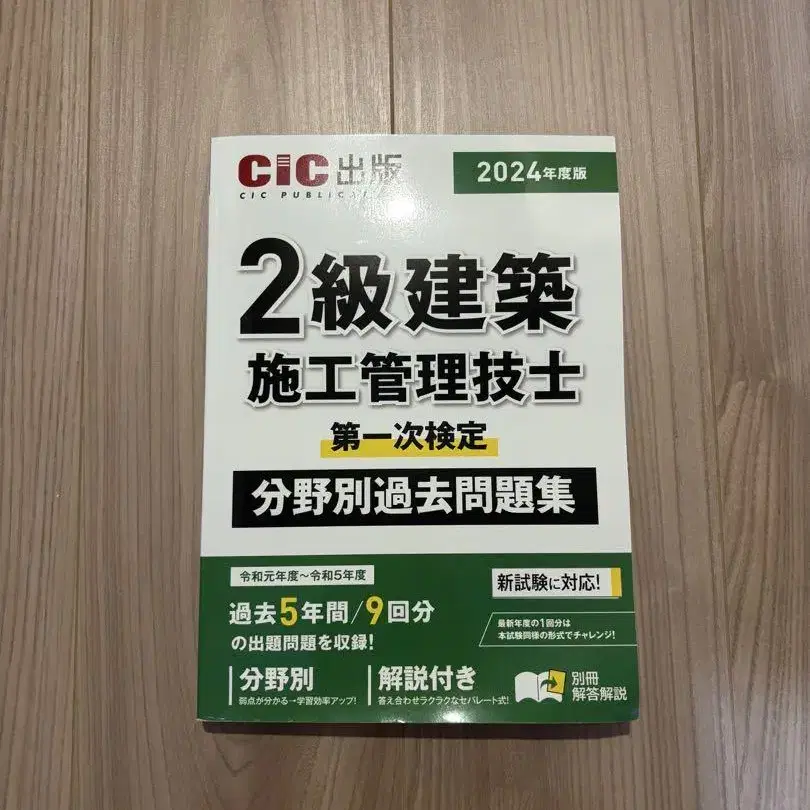 CIC出版
CIC PUBLICA
2024年度版
2級建築
施工管理技士
第一次検定
分野別過去問題集
令和元年度〜令和5年度
過去5年間/9回分
の出題問題を収録!
新試験に対応!
最新年度の1回分は
本試験同様の形式でチャレンジ!
分野別
弱点が分かる→学習効率アップ!
解説付き
答え合わせラクラクなセパレート式!
別冊
解答解説